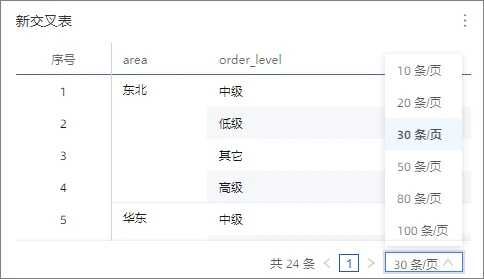 新交叉表
序号 area order_level
1 东北 中级
2 低级
3 其它
4 高级
5 华东 中级
10 条/页
20 条/页
30 条/页
50 条/页
80 条/页
100 条/页
共 24 条 < 1 > 30 条/页